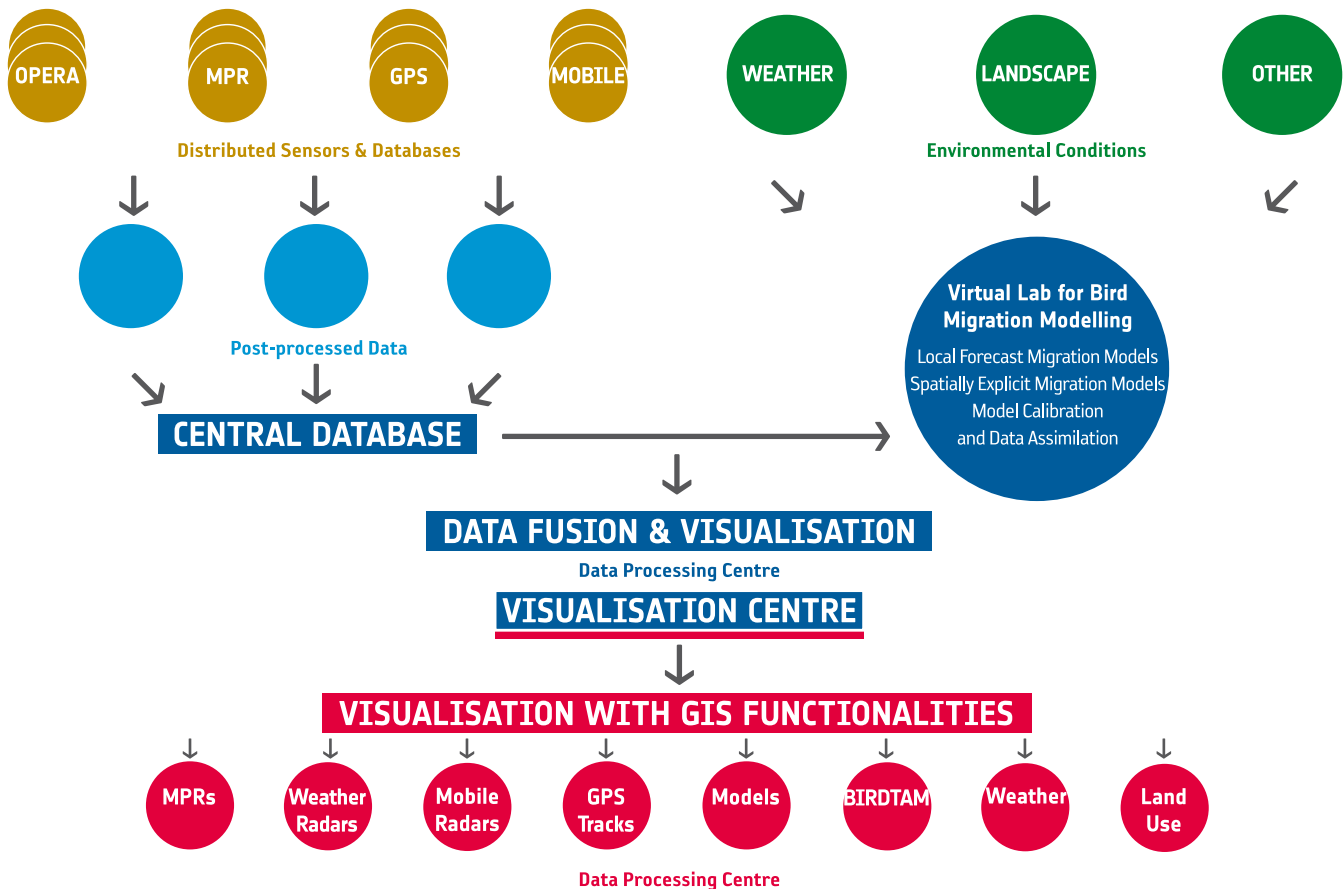 OPERA
MPR
GPS
MOBILE
WEATHER
LANDSCAPE
OTHER
Distributed Sensors & Databases
Environmental Conditions
Virtual Lab for Bird
Migration Modelling
Local Forecast Migration Models
Spatially Explicit Migration Models
Model Calibration
and Data Assimilation
Post-processed Data
CENTRAL DATABASE
DATA FUSION & VISUALISATION
Data Processing Centre
VISUALISATION CENTRE
VISUALISATION WITH GIS FUNCTIONALITIES
MPRs
Weather
Radars
Mobile
Radars
GPS
Tracks
Models
BIRDTAM
Weather
Land
Use
Data Processing Centre